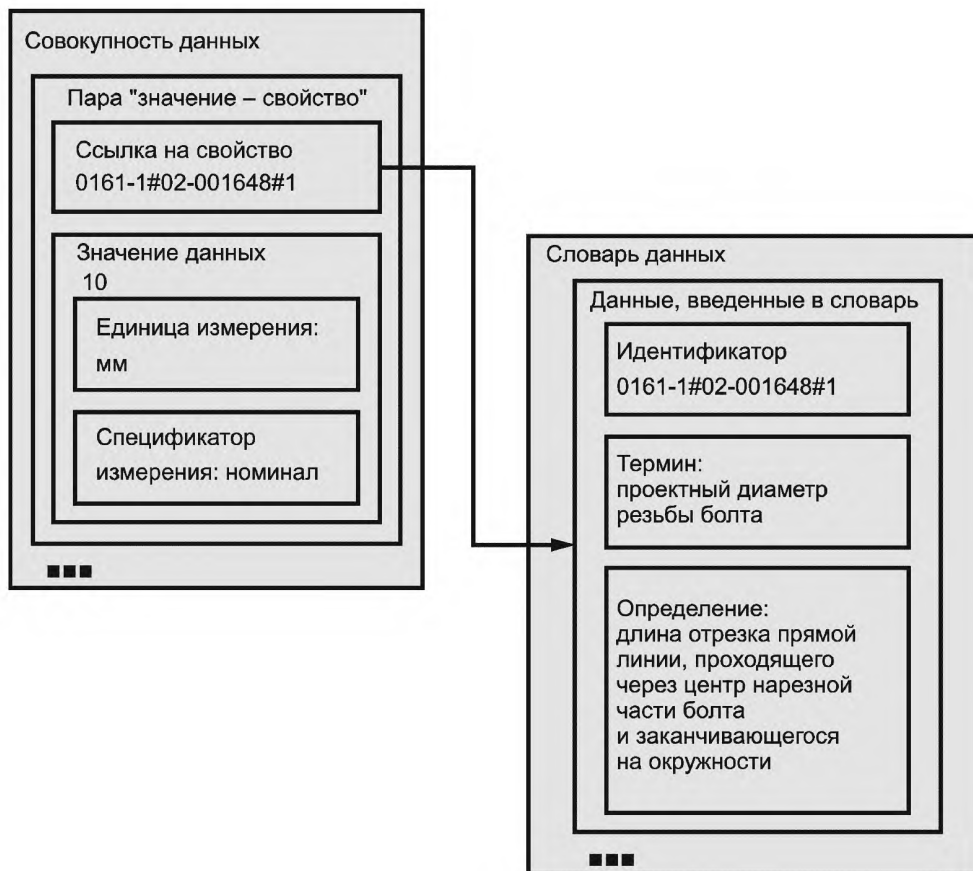 Совокупность данных
Пара "значение – свойство"
Ссылка на свойство
0161-1#02-001648#1
Значение данных
10
Единица измерения:
мм
Спецификатор
измерения: номинал
Словарь данных
Данные, введенные в словарь
Идентификатор
0161-1#02-001648#1
Термин:
проектный диаметр
резьбы болта
Определение:
длина отрезка прямой
линии, проходящего
через центр нарезной
части болта
и заканчивающегося
на окружности